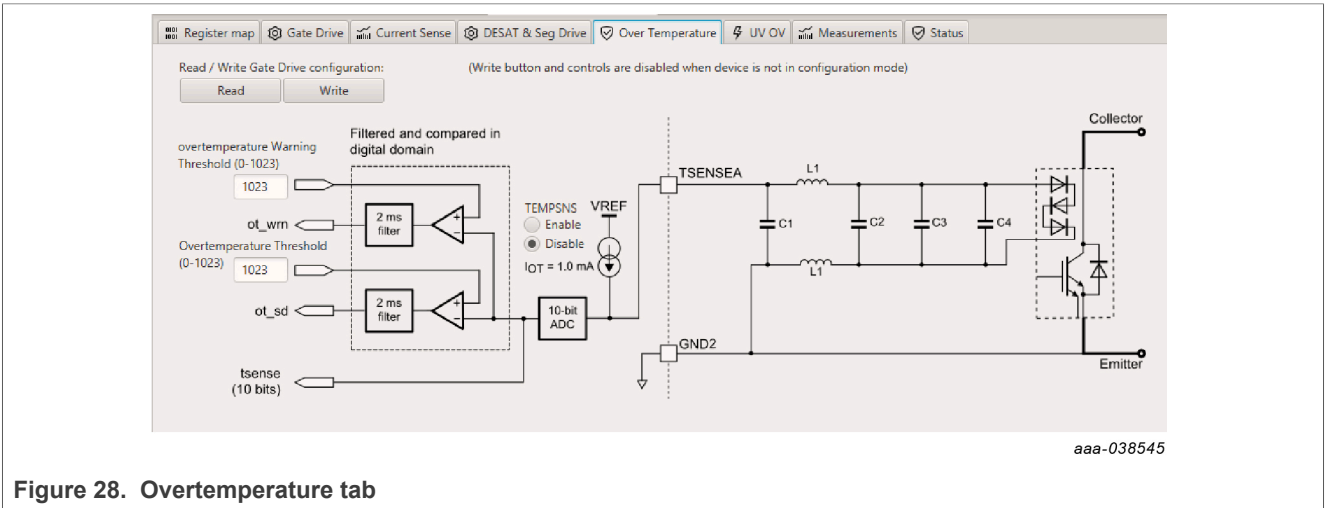 Register map Gate Drive Current Sense DESAT & Seg Drive Over Temperature UV OV Measurements Status
Read / Write Gate Drive configuration: (Write button and controls are disabled when device is not in configuration mode)
Read Write
Collector
Filtered and compared in
digital domain
overtemperature Warning
Threshold (0-1023)
1023
TSENSEA
L1
TEMPSNS VREF
Enable
Disable
IOT = 1.0 mA
ot_wrn
2 ms
filter
+
−
C1 C2 C3 C4
Overtemperature Threshold
(0-1023) 1023
L1
ot_sd
2 ms
filter
+
−
10-bit
ADC
GND2
Emitter
tsense
(10 bits)
aaa-038545
Figure 28. Overtemperature tab